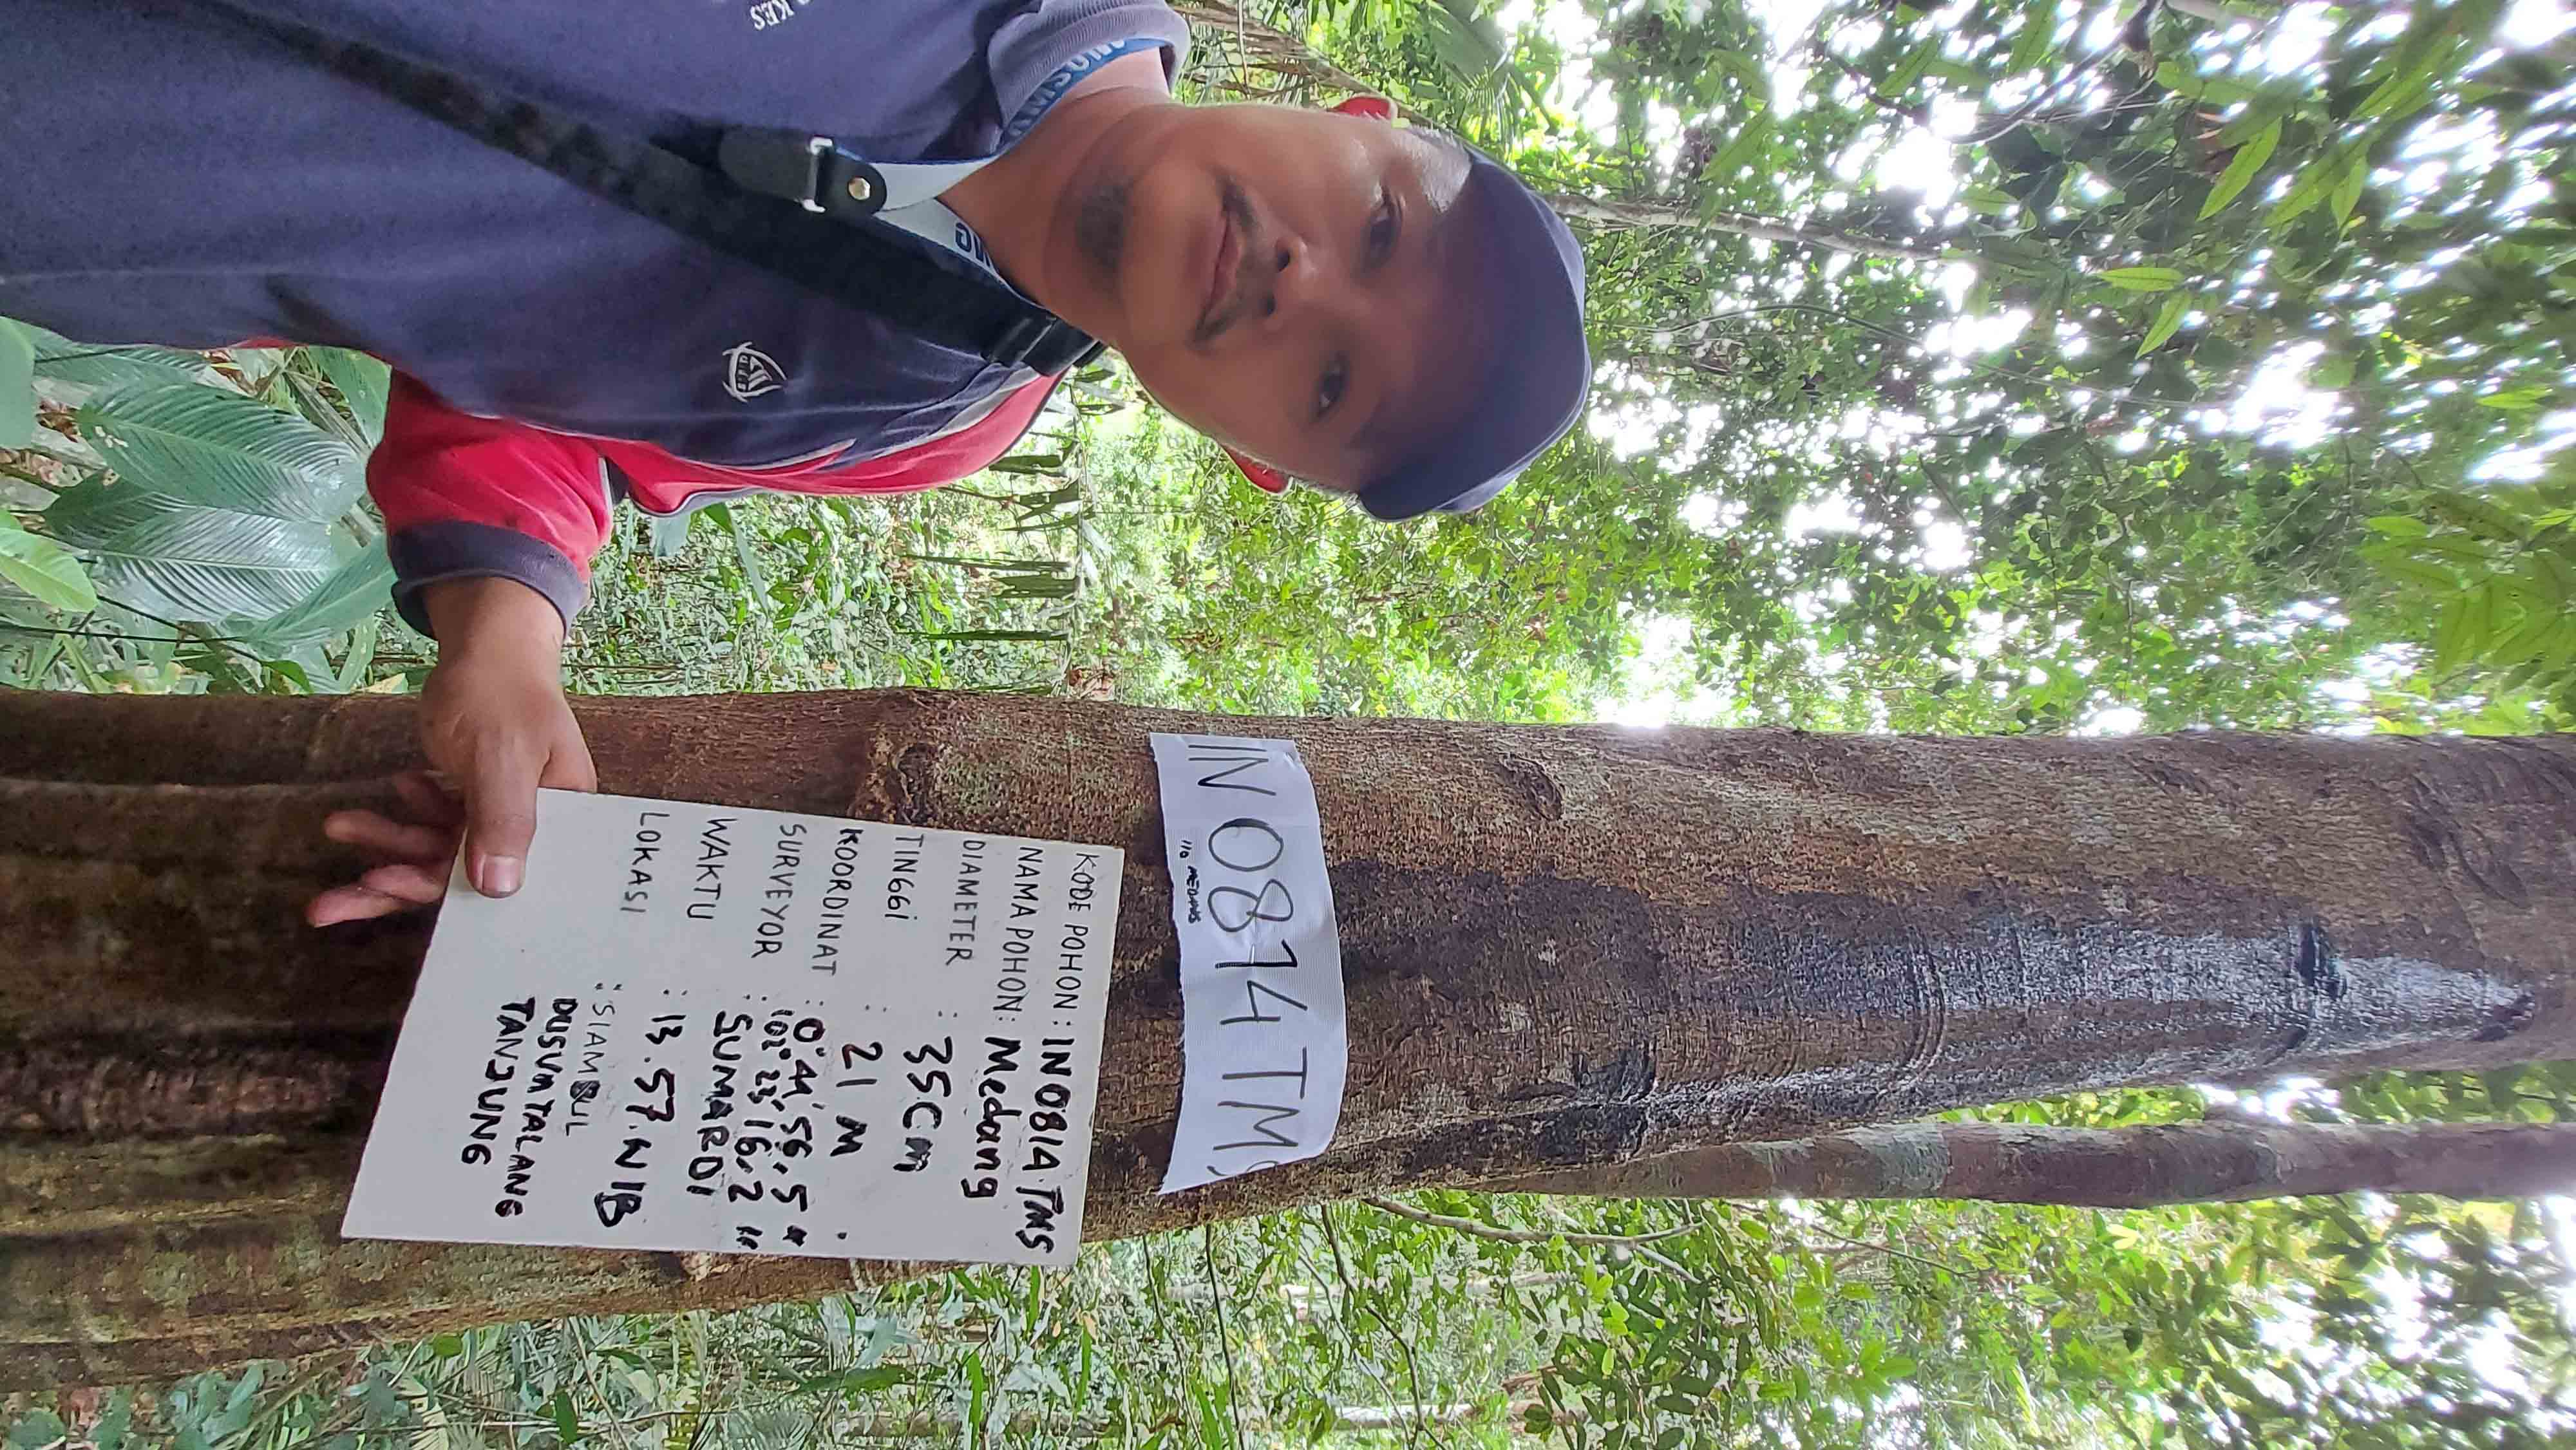 IN 0814 TMS
110 MEDANG
KODE POHON : IN 0814 TMS
NAMA POHON : Medang
DIAMETER : 35 Cm
TINGGI : 21 M
KOORDINAT : 0° 44' 56,5 "
102° 23' 16,2 "
SURVEYOR : SUMARDI
WAKTU : 13.57. WIB
LOKASI : SIAMBUL
DUSUN TALANG
TANJUNG